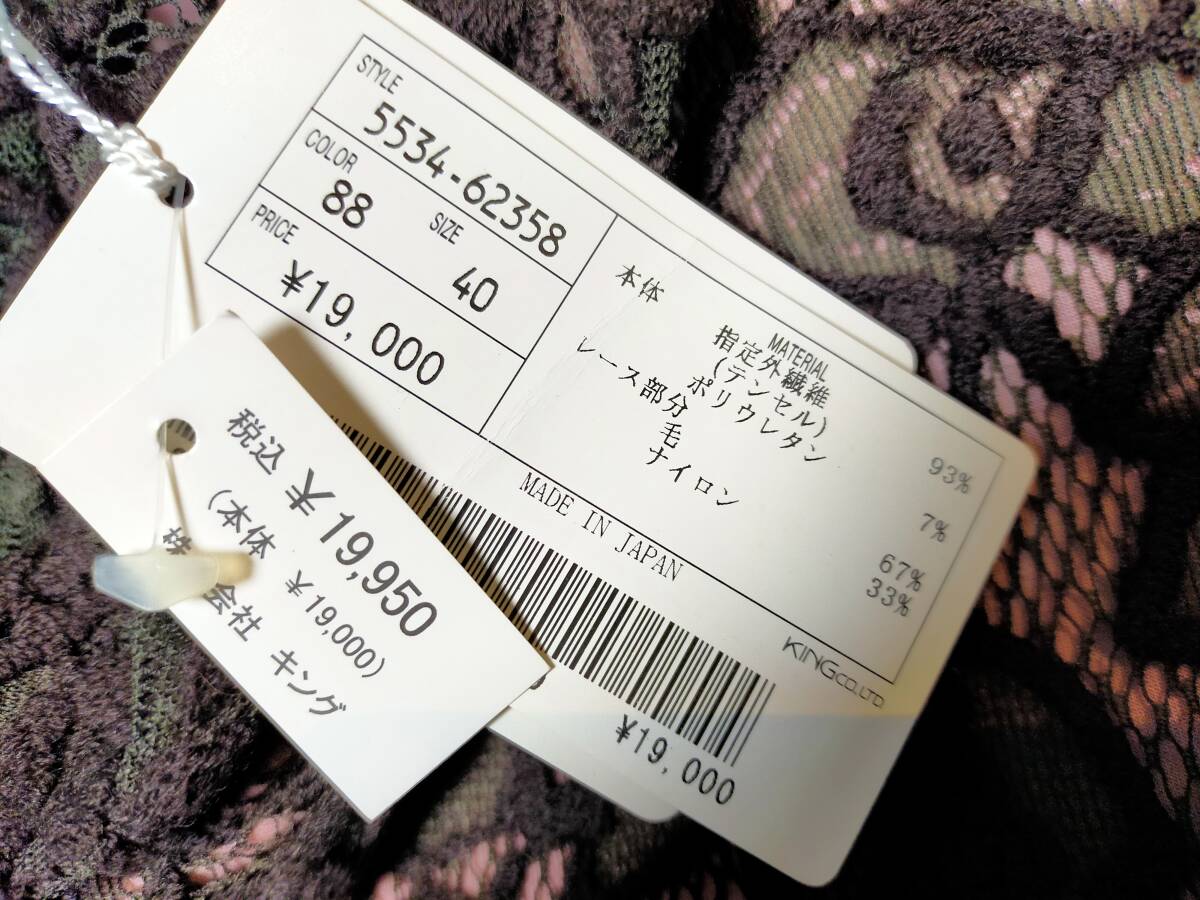 STYLE
5534-62358
COLOR
88
SIZE
40
PRICE
¥19,000
MATERIAL
本体
指定外繊維
(テンセル) 93%
ポリウレタン 7%
レース部分
毛 67%
ナイロン 33%
MADE IN JAPAN
KING CO.,LTD.
¥19,000
税込 ¥19,950
(本体 ¥19,000)
株 会社 キング